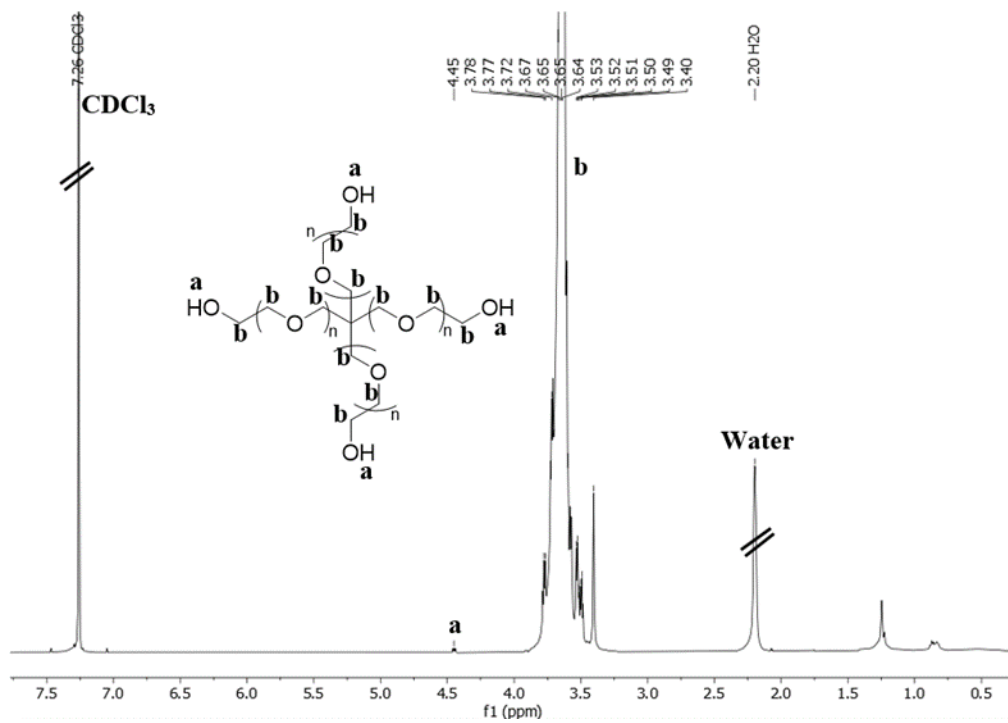 7.26 CDCl3
4.45
3.78
3.77
3.72
3.67
3.65
3.65
3.64
3.53
3.52
3.51
3.50
3.49
3.40
2.20 H2O
CDCl₃
b
a
OH
b
n
b
O
b
a
HO
b
b
O
b
n
b
O
n
b
b
OH
a
b
O
b
b
n
OH
a
Water
a
7.5 7.0 6.5 6.0 5.5 5.0 4.5 4.0 3.5 3.0 2.5 2.0 1.5 1.0 0.5
f1 (ppm)